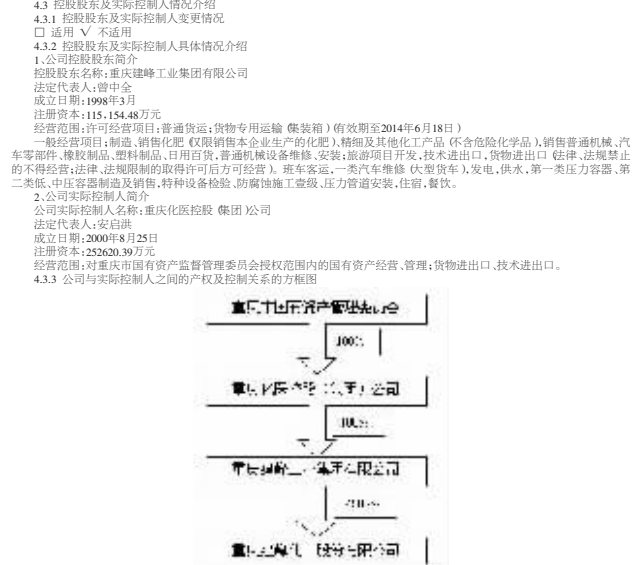 4.3 控股股东及实际控制人情况介绍
4.3.1 控股股东及实际控制人变更情况
□ 适用 √ 不适用
4.3.2 控股股东及实际控制人具体情况介绍
1、公司控股股东简介
控股股东名称：重庆建峰工业集团有限公司
法定代表人：曾中全
成立日期：1998年3月
注册资本：115,154.48万元
经营范围：许可经营项目：普通货运；货物专用运输（集装箱）（有效期至2014年6月18日）
一般经营项目：制造、销售化肥（仅限销售本企业生产的化肥）、精细及其他化工产品（不含危险化学品），销售普通机械、汽
车零部件、橡胶制品、塑料制品、日用百货，普通机械设备维修、安装；旅游项目开发，技术进出口，货物进出口（法律、法规禁止
的不得经营；法律、法规限制的取得许可后方可经营）。班车客运，一类汽车维修（大型货车），发电，供水，第一类压力容器、第
二类低、中压容器制造及销售，特种设备检验、防腐蚀施工壹级、压力管道安装，住宿，餐饮。
2、公司实际控制人简介
公司实际控制人名称：重庆化医控股（集团）公司
法定代表人：安启洪
成立日期：2000年8月25日
注册资本：252620.39万元
经营范围：对重庆市国有资产监督管理委员会授权范围内的国有资产经营、管理；货物进出口、技术进出口。
4.3.3 公司与实际控制人之间的产权及控制关系的方框图
100%
100%